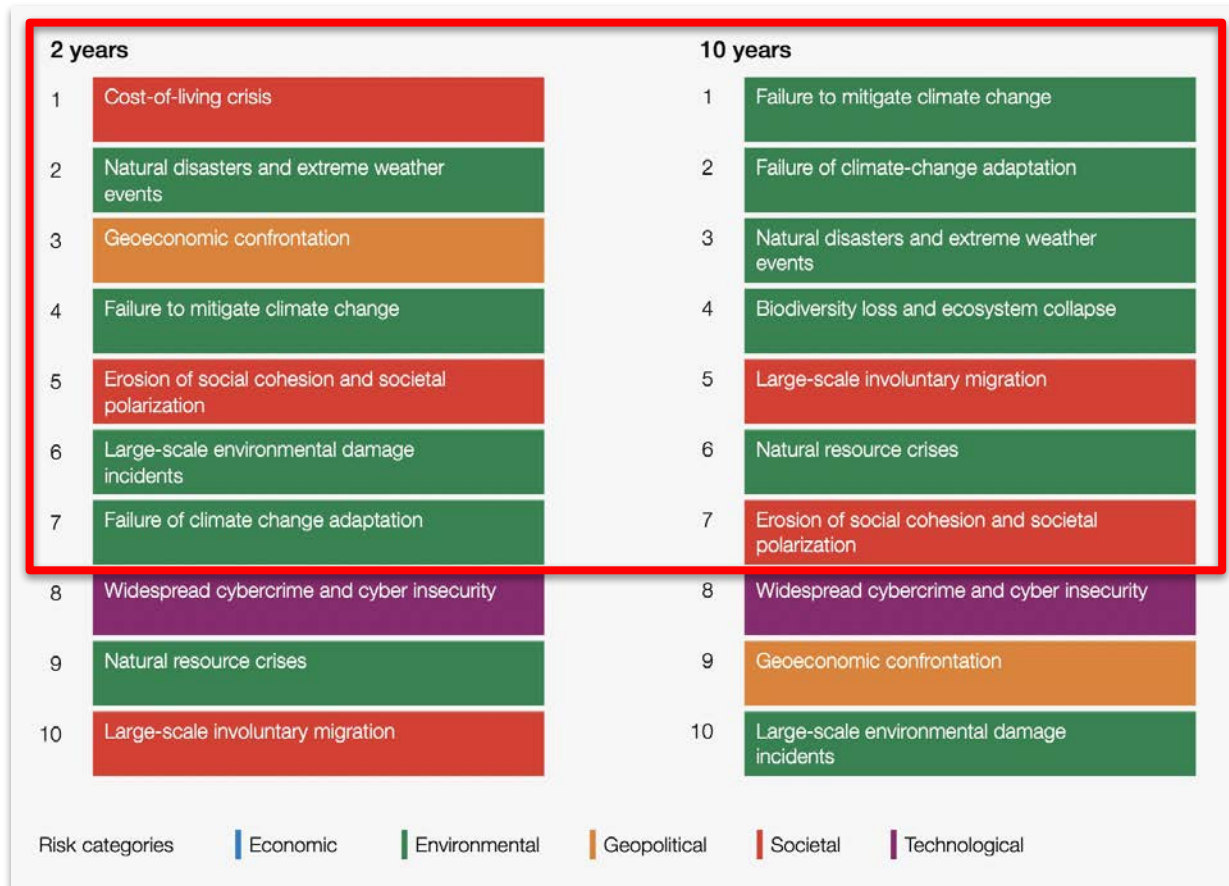 2 years
1 Cost-of-living crisis
2 Natural disasters and extreme weather
events
3 Geoeconomic confrontation
4 Failure to mitigate climate change
5 Erosion of social cohesion and societal
polarization
6 Large-scale environmental damage
incidents
7 Failure of climate change adaptation
8 Widespread cybercrime and cyber insecurity
9 Natural resource crises
10 Large-scale involuntary migration
10 years
1 Failure to mitigate climate change
2 Failure of climate-change adaptation
3 Natural disasters and extreme weather
events
4 Biodiversity loss and ecosystem collapse
5 Large-scale involuntary migration
6 Natural resource crises
7 Erosion of social cohesion and societal
polarization
8 Widespread cybercrime and cyber insecurity
9 Geoeconomic confrontation
10 Large-scale environmental damage
incidents
Risk categories Economic Environmental Geopolitical Societal Technological